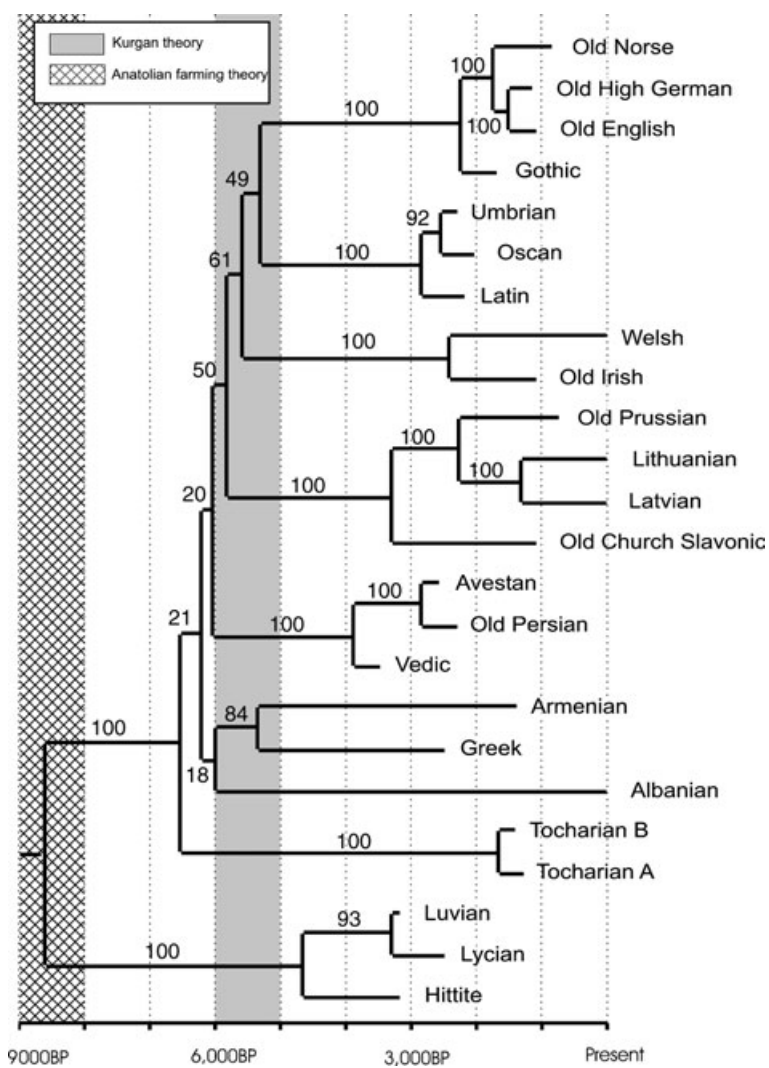 Kurgan theory
Anatolian farming theory
Old Norse
100
Old High German
100
100
Old English
49
Gothic
92
Umbrian
61
100
Oscan
Latin
100
Welsh
50
Old Irish
Old Prussian
100
Lithuanian
100
20
100
Latvian
Old Church Slavonic
100
Avestan
21
100
Old Persian
Vedic
84
Armenian
100
Greek
18
Albanian
100
Tocharian B
Tocharian A
93
Luvian
100
Lycian
Hittite
9000BP 6,000BP 3,000BP Present